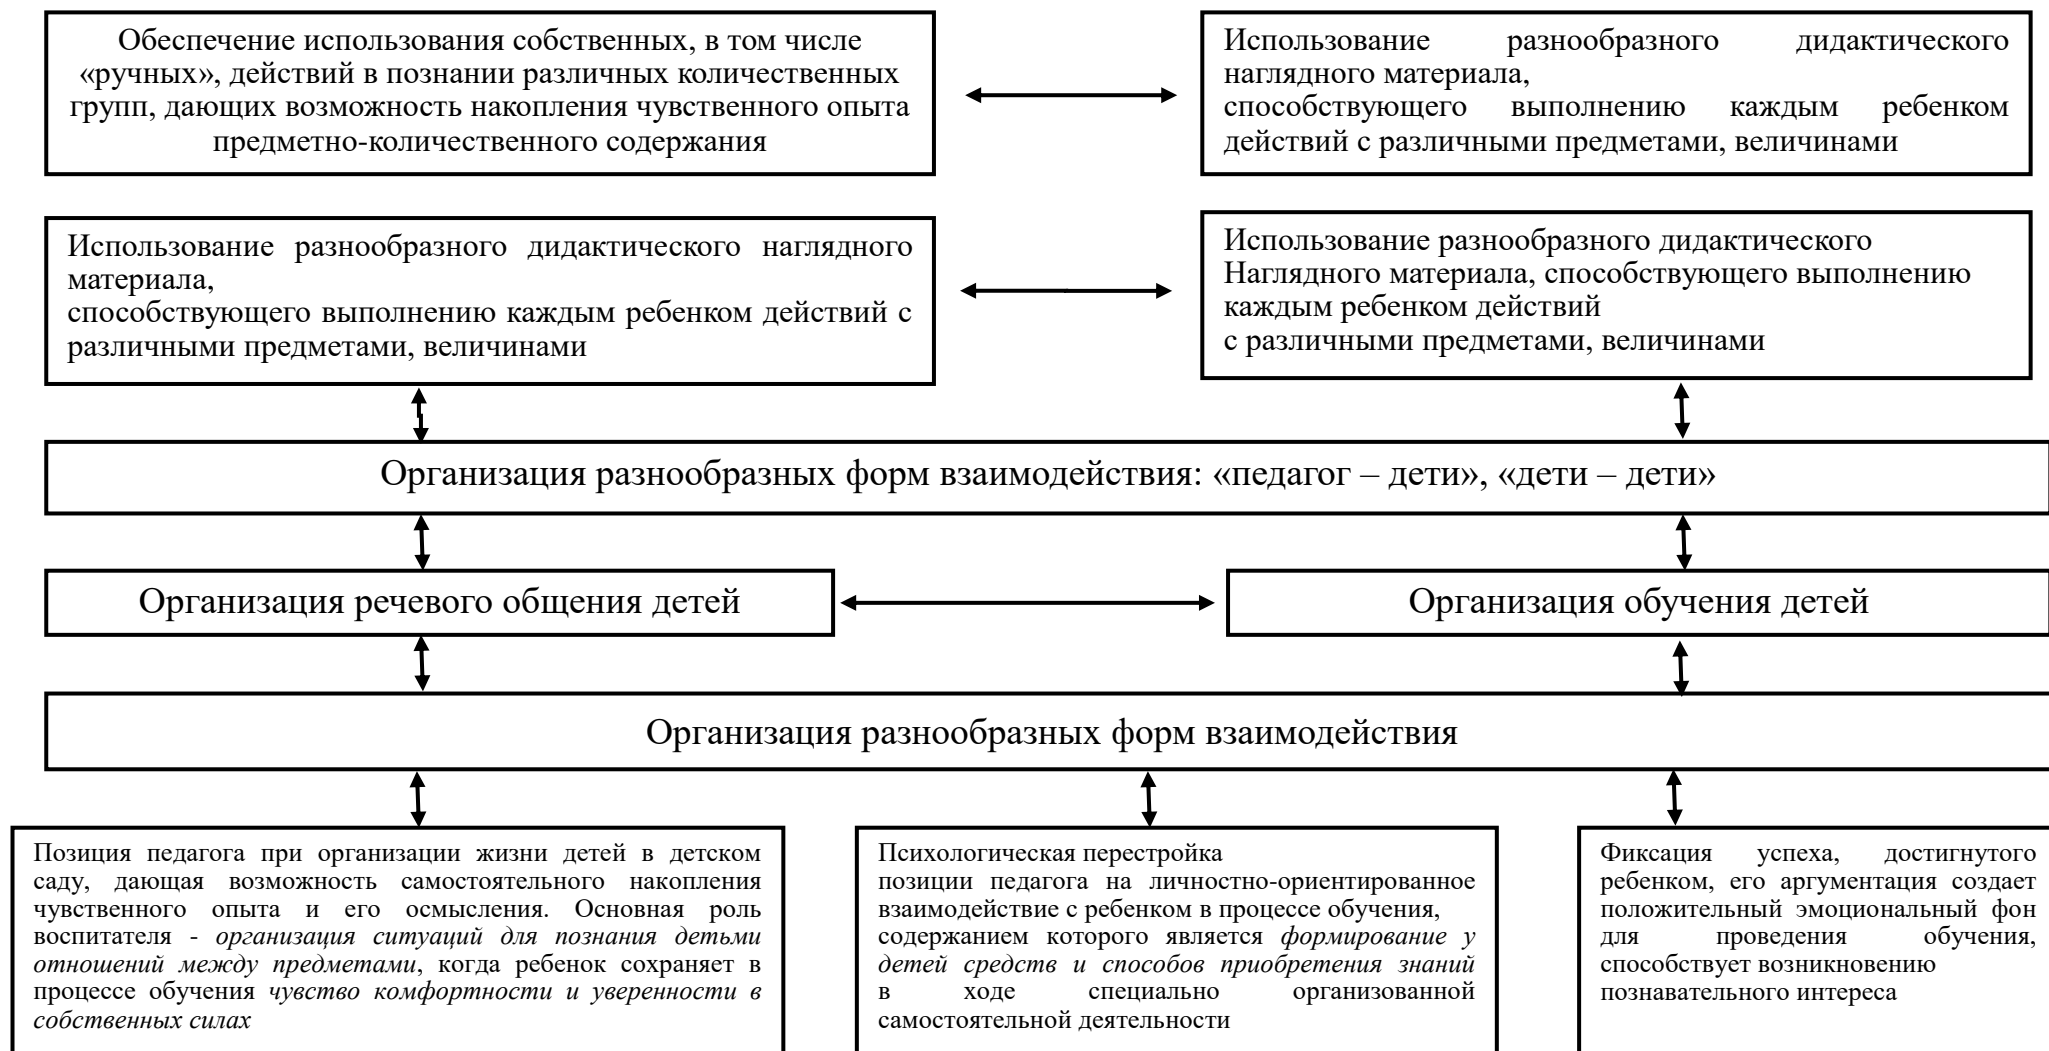 Обеспечение использования собственных, в том числе
«ручных», действий в познании различных количественных
групп, дающих возможность накопления чувственного опыта
предметно-количественного содержания
Использование разнообразного дидактического
наглядного материала,
способствующего выполнению каждым ребенком
действий с различными предметами, величинами
Использование разнообразного дидактического наглядного
материала,
способствующего выполнению каждым ребенком действий с
различными предметами, величинами
Использование разнообразного дидактического
Наглядного материала, способствующего выполнению
каждым ребенком действий
с различными предметами, величинами
Организация разнообразных форм взаимодействия: «педагог – дети», «дети – дети»
Организация речевого общения детей
Организация обучения детей
Организация разнообразных форм взаимодействия
Позиция педагога при организации жизни детей в детском
саду, дающая возможность самостоятельного накопления
чувственного опыта и его осмысления. Основная роль
воспитателя - организация ситуаций для познания детьми
отношений между предметами, когда ребенок сохраняет в
процессе обучения чувство комфортности и уверенности в
собственных силах
Психологическая перестройка
позиции педагога на личностно-ориентированное
взаимодействие с ребенком в процессе обучения,
содержанием которого является формирование у
детей средств и способов приобретения знаний
в ходе специально организованной
самостоятельной деятельности
Фиксация успеха, достигнутого
ребенком, его аргументация создает
положительный эмоциональный фон
для проведения обучения,
способствует возникновению
познавательного интереса